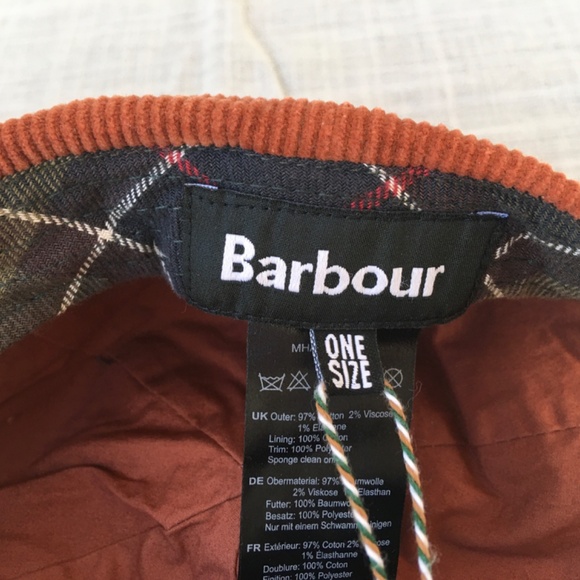 Barbour
ONE
SIZE
MH
UK Outer: 97% Cotton 2% Viscose
1% Elastane
Lining: 100% Cotton
Trim: 100% Polyester
Sponge clean only
DE Obermaterial: 97% Baumwolle
2% Viskose 1% Elasthan
Futter: 100% Baumwolle
Besatz: 100% Polyester
Nur mit einem Schwamm reinigen
FR Extérieur: 97% Coton 2% Viscose
1% Élasthanne
Doublure: 100% Coton
Finition: 100% Polyester